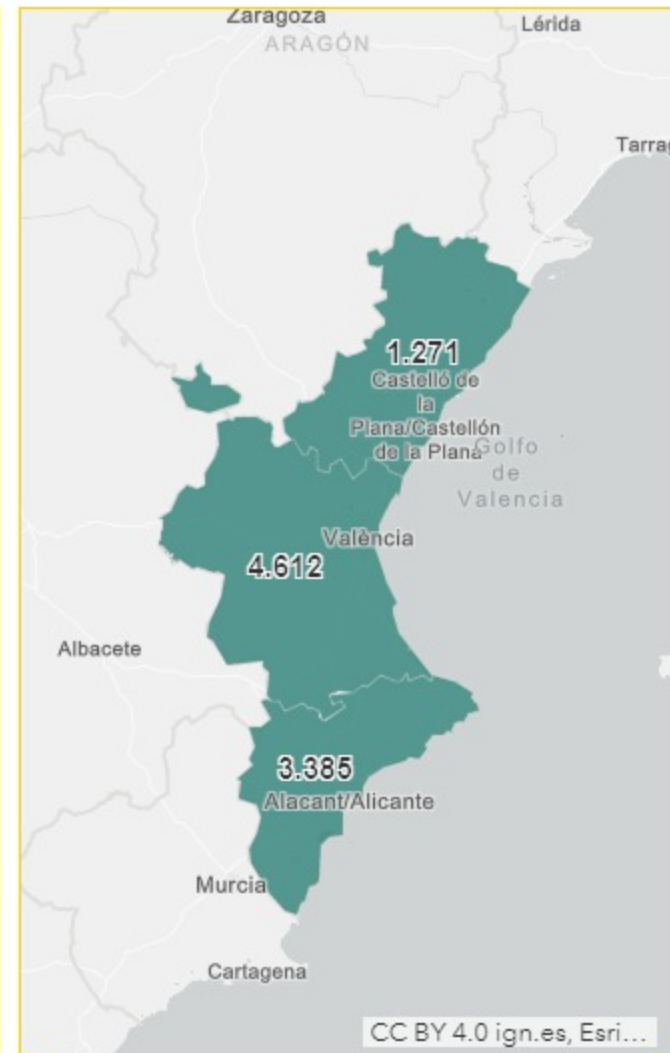 Zaragoza
ARAGÓN
Lérida
1.271
Castelló de
la
Plana/Castellón
de la Plana
Golfo
de
Valencia
València
4.612
Albacete
3.385
Alacant/Alicante
Murcia
Cartagena
CC BY 4.0 ign.es, Esri...